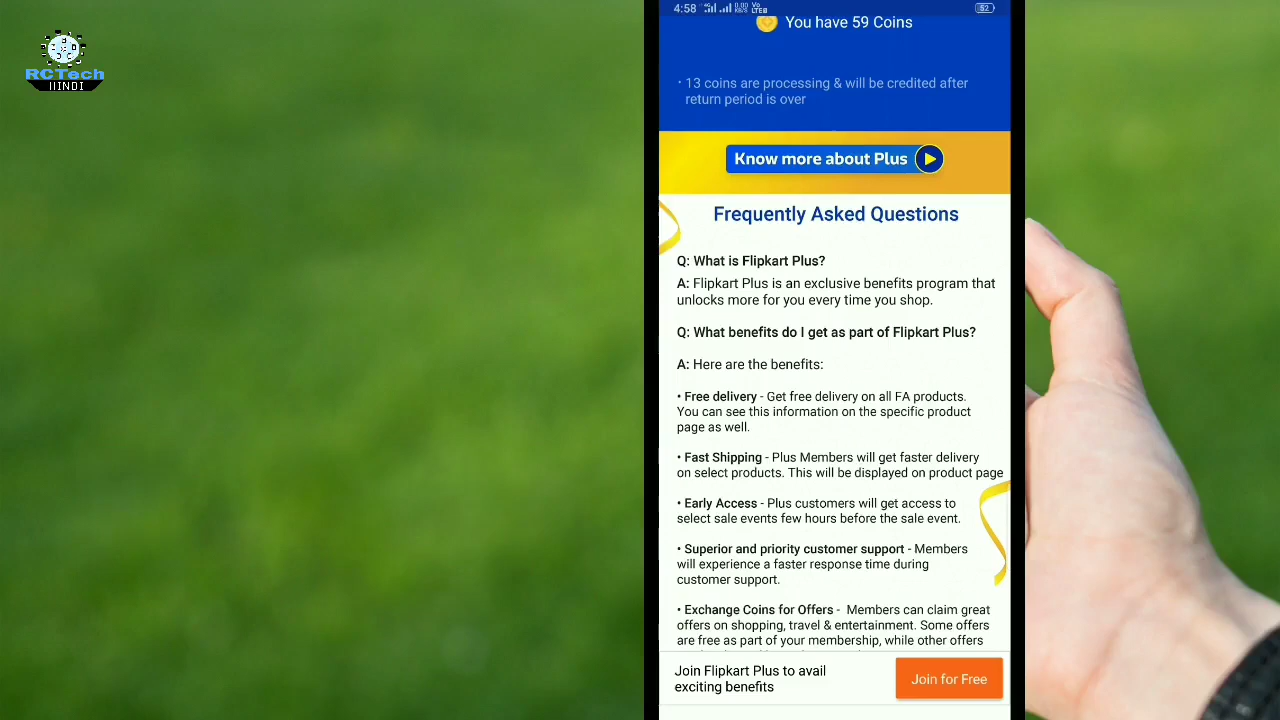 RCTech
HINDI
4:58 4G 0.00 KB/S Vo LTE 52
You have 59 Coins
• 13 coins are processing & will be credited after
return period is over
Know more about Plus
Frequently Asked Questions
Q: What is Flipkart Plus?
A: Flipkart Plus is an exclusive benefits program that
unlocks more for you every time you shop.
Q: What benefits do I get as part of Flipkart Plus?
A: Here are the benefits:
• Free delivery - Get free delivery on all FA products.
You can see this information on the specific product
page as well.
• Fast Shipping - Plus Members will get faster delivery
on select products. This will be displayed on product page
• Early Access - Plus customers will get access to
select sale events few hours before the sale event.
• Superior and priority customer support - Members
will experience a faster response time during
customer support.
• Exchange Coins for Offers - Members can claim great
offers on shopping, travel & entertainment. Some offers
are free as part of your membership, while other offers
Join Flipkart Plus to avail
exciting benefits
Join for Free